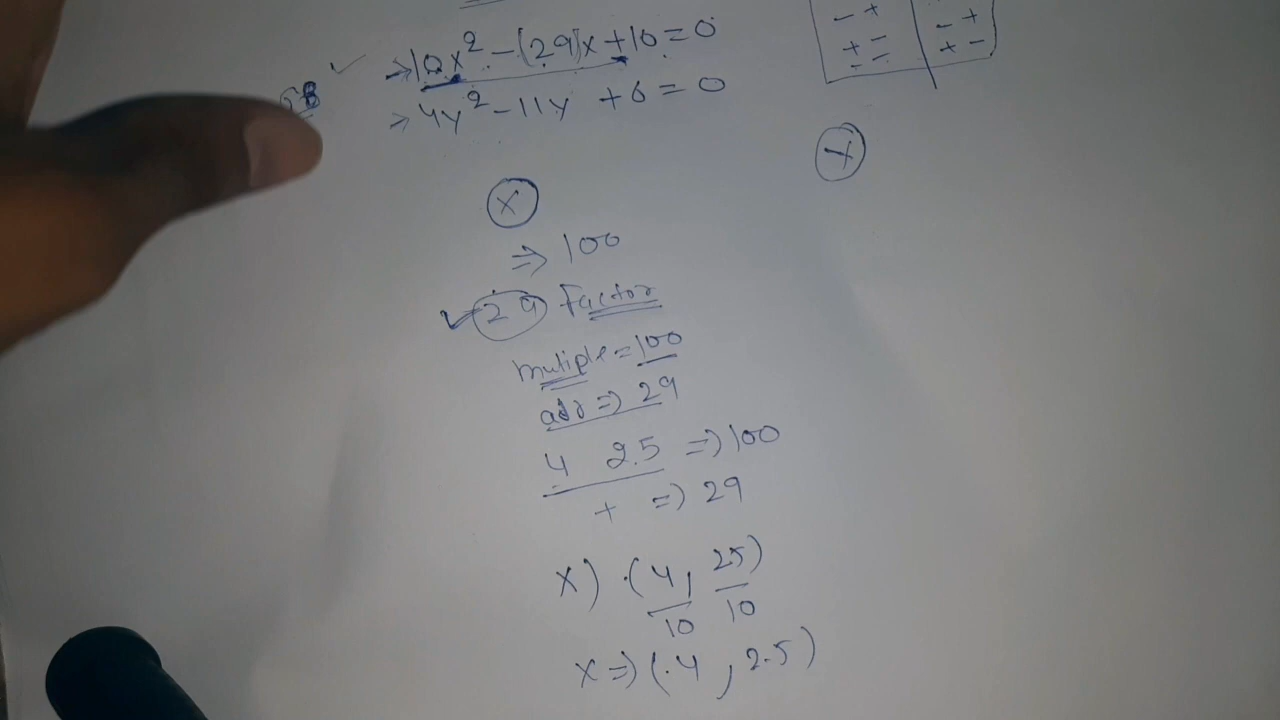 →10x² -(29)x+10=0
→ 4y² -11y +6=0
- +
+ -
- -
- +
+ -
x
y
⇒ 100
✓ 29 Factor
mutiple=100
add ⇒ 29
4 25 ⇒ 100
+ ⇒ 29
x) (4/10, 25/10)
x ⇒ (.4, 2.5)